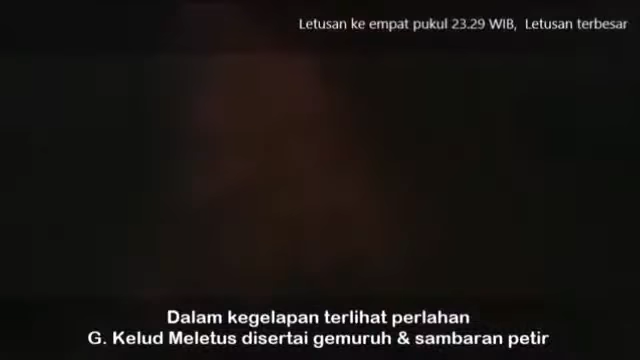 Letusan ke empat pukul 23.29 WIB,  Letusan terbesar
Dalam kegelapan terlihat perlahan
G. Kelud Meletus disertai gemuruh & sambaran petir